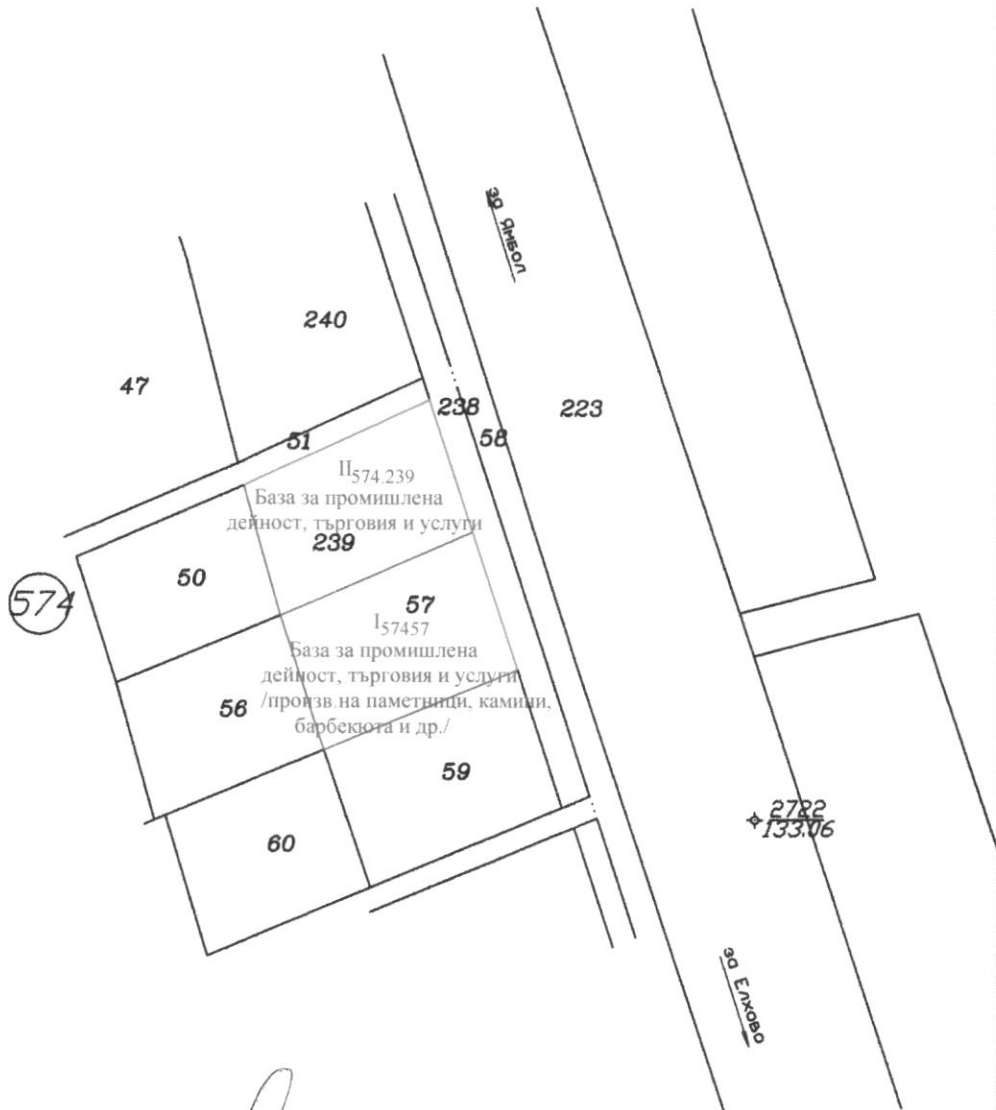 за Ямбол
240
47
238
223
51
58
II574.239
База за промишлена
дейност, търговия и услуги
239
50
574
57
I57457
База за промишлена
дейност, търговия и услуги
/произв.на паметници, камини,
барбекюта и др./
56
59
2722
133.06
60
за Елхово